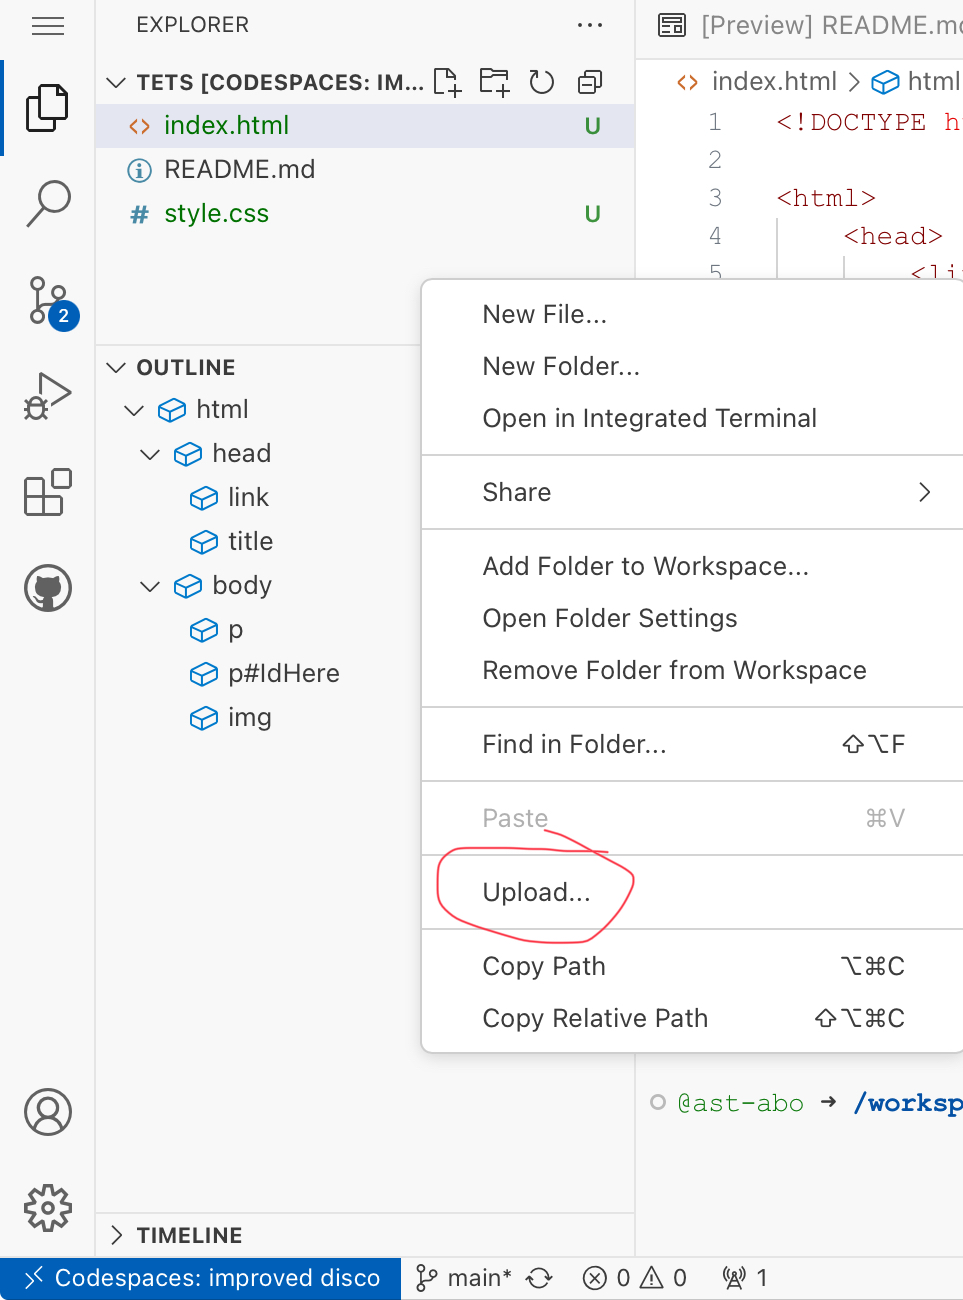 EXPLORER
[Preview] README.mo
TETS [CODESPACES: IM...
index.html > html
index.html U
README.md
style.css U
1 <!DOCTYPE h
2
3 <html>
4 <head>
5 <li
2
OUTLINE
html
head
link
title
body
p
p#IdHere
img
New File...
New Folder...
Open in Integrated Terminal
Share
Add Folder to Workspace...
Open Folder Settings
Remove Folder from Workspace
Find in Folder... ⇧⌥F
Paste ⌘V
Upload...
Copy Path ⌥⌘C
Copy Relative Path ⇧⌥⌘C
@ast-abo ➜ /worksp
TIMELINE
Codespaces: improved disco main* 0 0 1